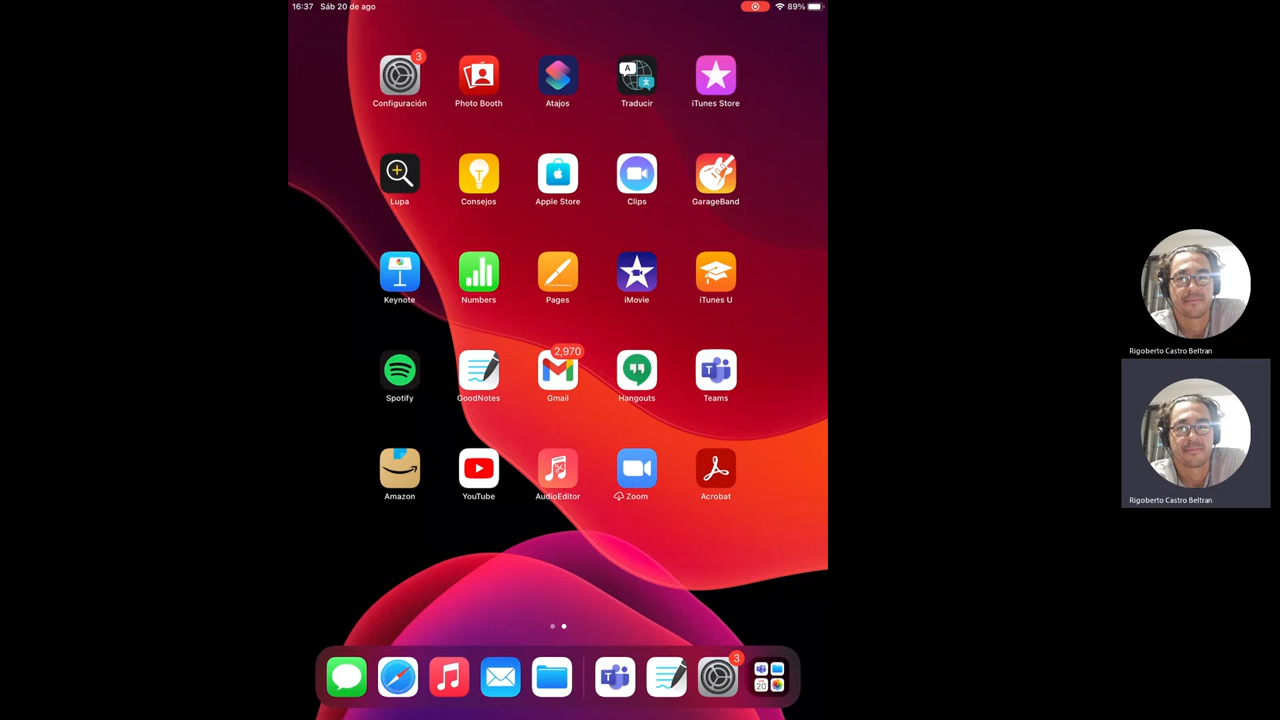 16:37 Sáb 20 de ago 89%
3
Configuración Photo Booth Atajos Traducir iTunes Store
Lupa Consejos Apple Store Clips GarageBand
Keynote Numbers Pages iMovie iTunes U
2,970
Spotify GoodNotes Gmail Hangouts Teams
Amazon YouTube AudioEditor Zoom Acrobat
3
20
Rigoberto Castro Beltran
Rigoberto Castro Beltran